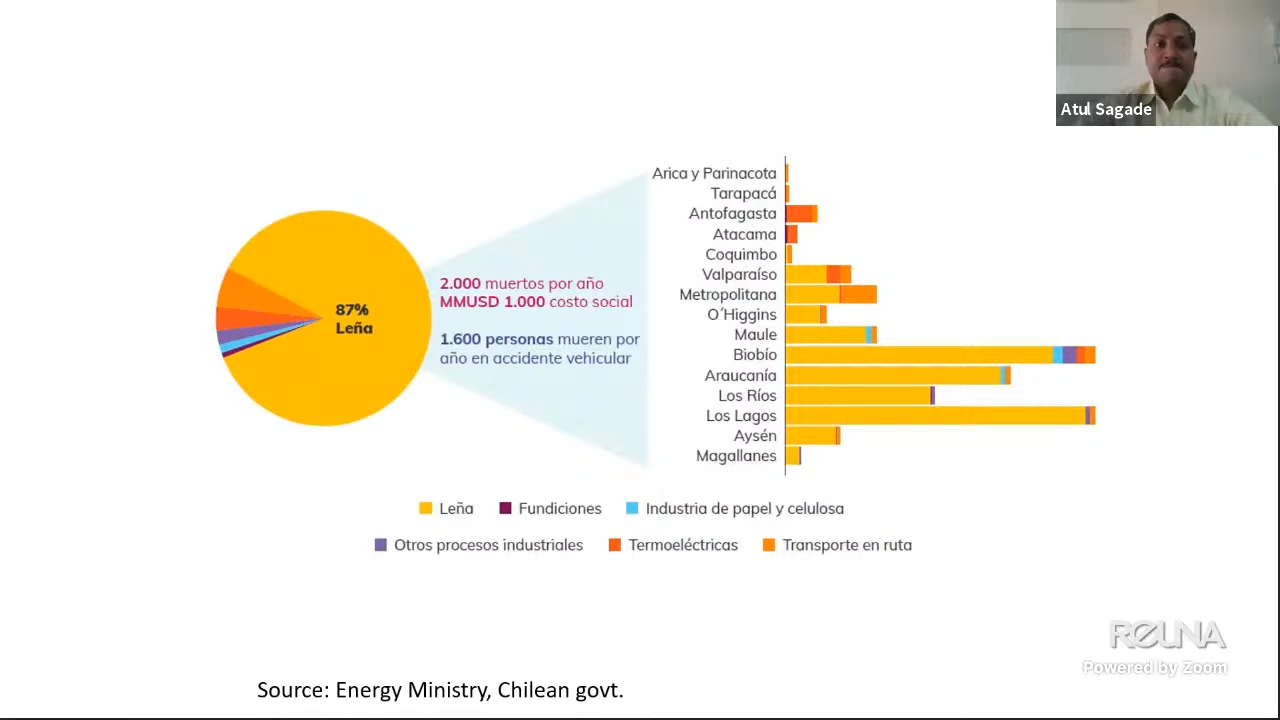 Atul Sagade
87%
Leña
2.000 muertos por año
MMUSD 1.000 costo social
1.600 personas mueren por
año en accidente vehicular
Arica y Parinacota
Tarapacá
Antofagasta
Atacama
Coquimbo
Valparaíso
Metropolitana
O´Higgins
Maule
Biobío
Araucanía
Los Ríos
Los Lagos
Aysén
Magallanes
Leña Fundiciones Industria de papel y celulosa
Otros procesos industriales Termoeléctricas Transporte en ruta
REUNA
Powered by Zoom
Source: Energy Ministry, Chilean govt.